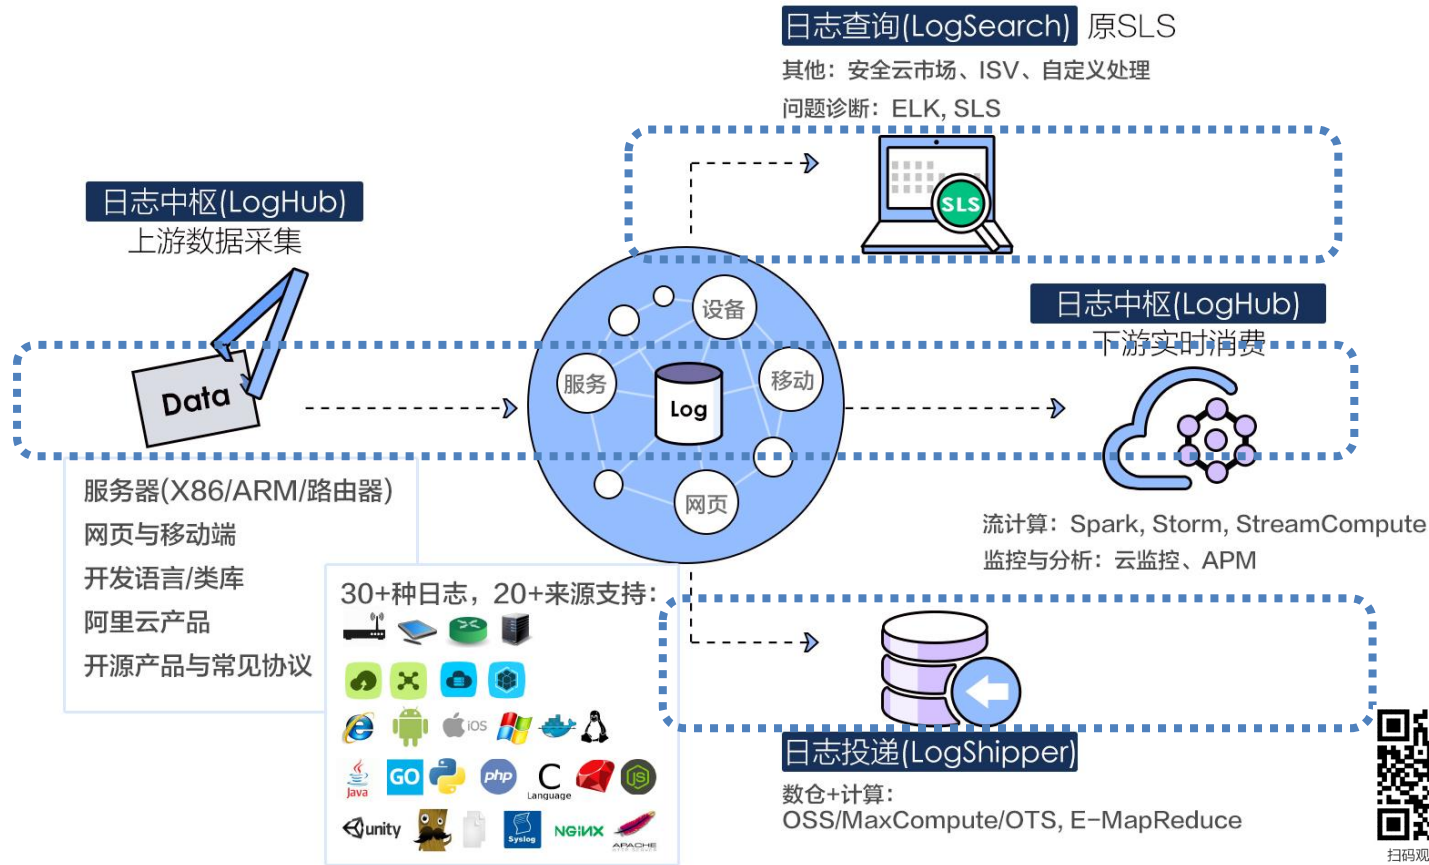 日志查询(LogSearch) 原SLS
其他：安全云市场、ISV、自定义处理
问题诊断：ELK, SLS
SLS
日志中枢(LogHub)
上游数据采集
Data
设备
服务
移动
Log
网页
日志中枢(LogHub)
下游实时消费
流计算：Spark, Storm, StreamCompute
监控与分析：云监控、APM
服务器(X86/ARM/路由器)
网页与移动端
开发语言/类库
阿里云产品
开源产品与常见协议
30+种日志，20+来源支持：
iOS
Java
GO
php
C
Language
JS
unity
Syslog
NGiNX
APACHE
日志投递(LogShipper)
数仓+计算：
OSS/MaxCompute/OTS, E-MapReduce
扫码观